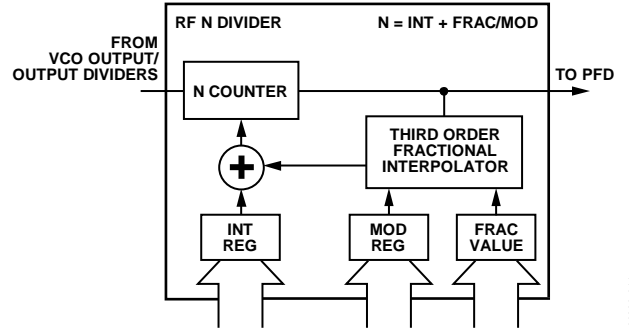 RF N DIVIDER
N = INT + FRAC/MOD
FROM
VCO OUTPUT/
OUTPUT DIVIDERS
N COUNTER
TO PFD
THIRD ORDER
FRACTIONAL
INTERPOLATOR
+
INT
REG
MOD
REG
FRAC
VALUE